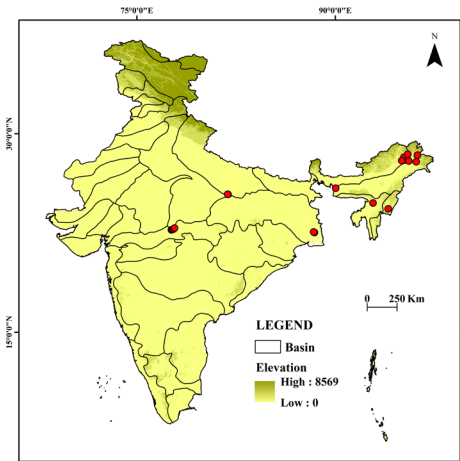 75°0'0"E 90°0'0"E
N
30°0'0"N
15°0'0"N
0 250 Km
LEGEND
Basin
Elevation
High : 8569
Low : 0